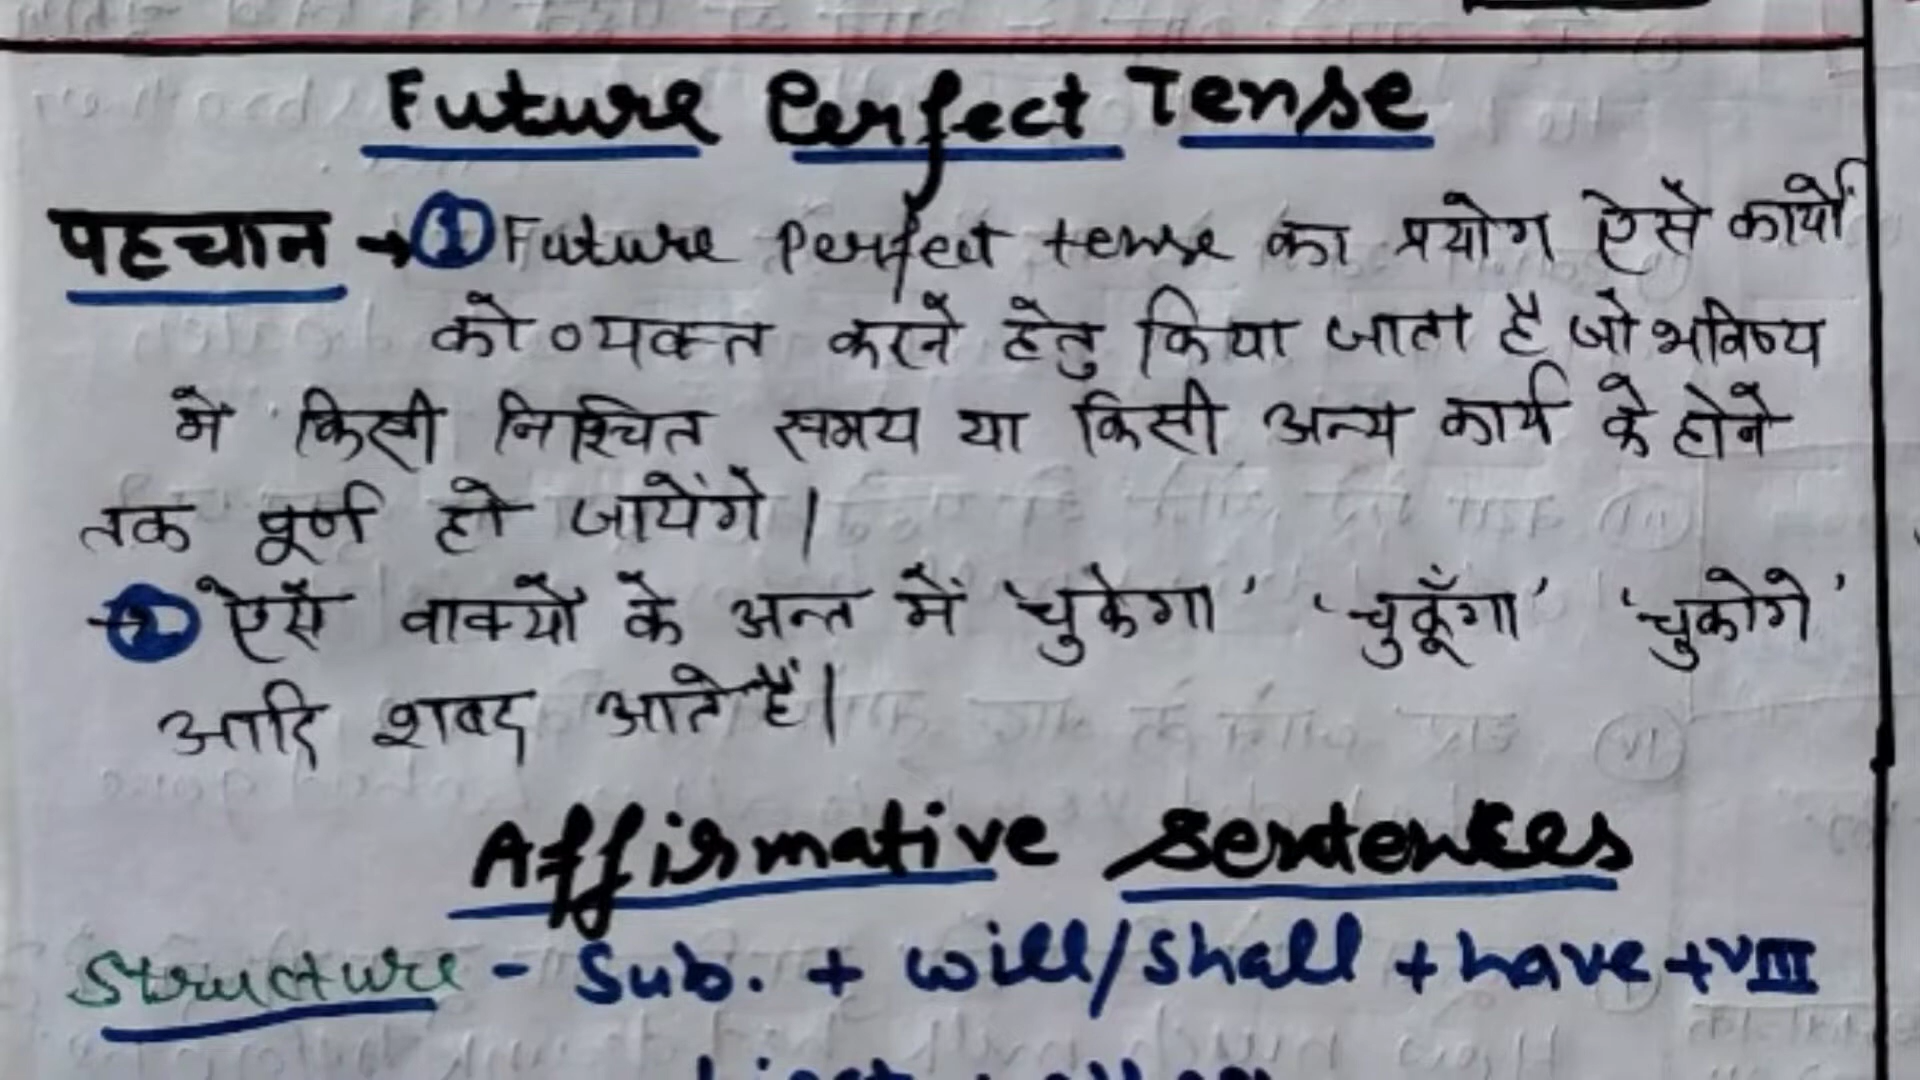 Future Perfect Tense
पहचान → ① Future Perfect tense का प्रयोग ऐसे कार्यों
को व्यक्त करने हेतु किया जाता है जो भविष्य
में किसी निश्चित समय या किसी अन्य कार्य के होने
तक पूर्ण हो जायेंगे।
→ ② ऐसे वाक्यों के अन्त में 'चुकेगा' 'चुकूँगा' 'चुकोगे'
आदि शब्द आते हैं।
Affirmative Sentences
Structure - Sub. + will/shall + have + VIII